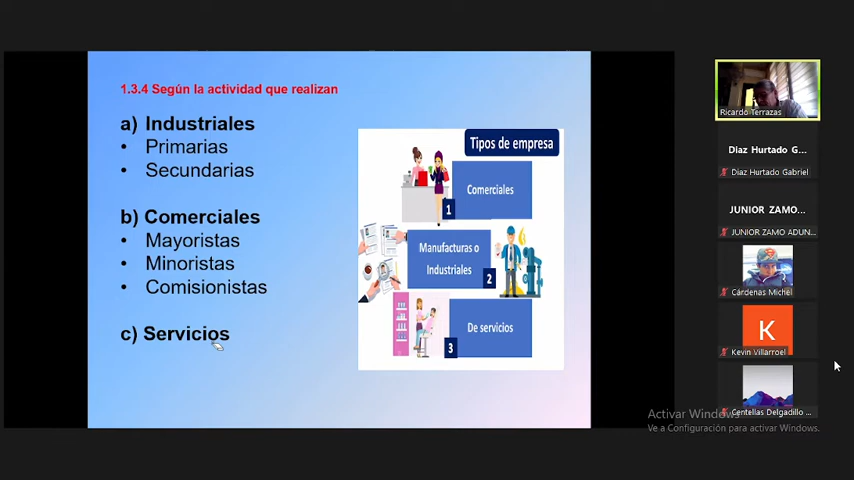 1.3.4 Según la actividad que realizan
a) Industriales
• Primarias
• Secundarias
b) Comerciales
• Mayoristas
• Minoristas
• Comisionistas
c) Servicios
Tipos de empresa
Comerciales
1
Manufacturas o
Industriales
2
De servicios
3
Ricardo Terrazas
Diaz Hurtado G...
Diaz Hurtado Gabriel
JUNIOR ZAMO...
JUNIOR ZAMO ADUN...
Cárdenas Michel
K
Kevin Villarroel
Centellas Delgadillo ...
Activar Windows
Ve a Configuración para activar Windows.